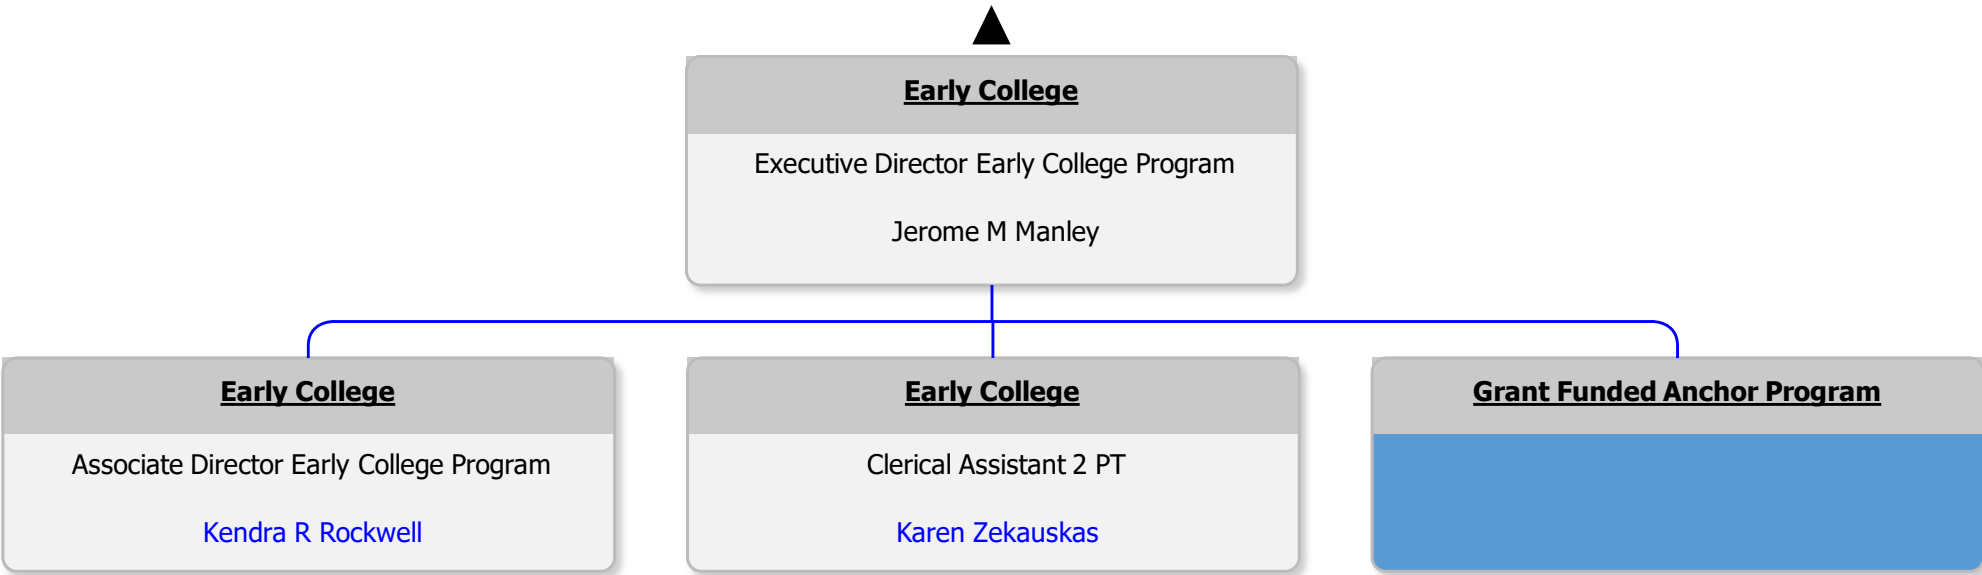 Early College
Executive Director Early College Program
Jerome M Manley
Early College
Associate Director Early College Program
Kendra R Rockwell
Early College
Clerical Assistant 2 PT
Karen Zekauskas
Grant Funded Anchor Program